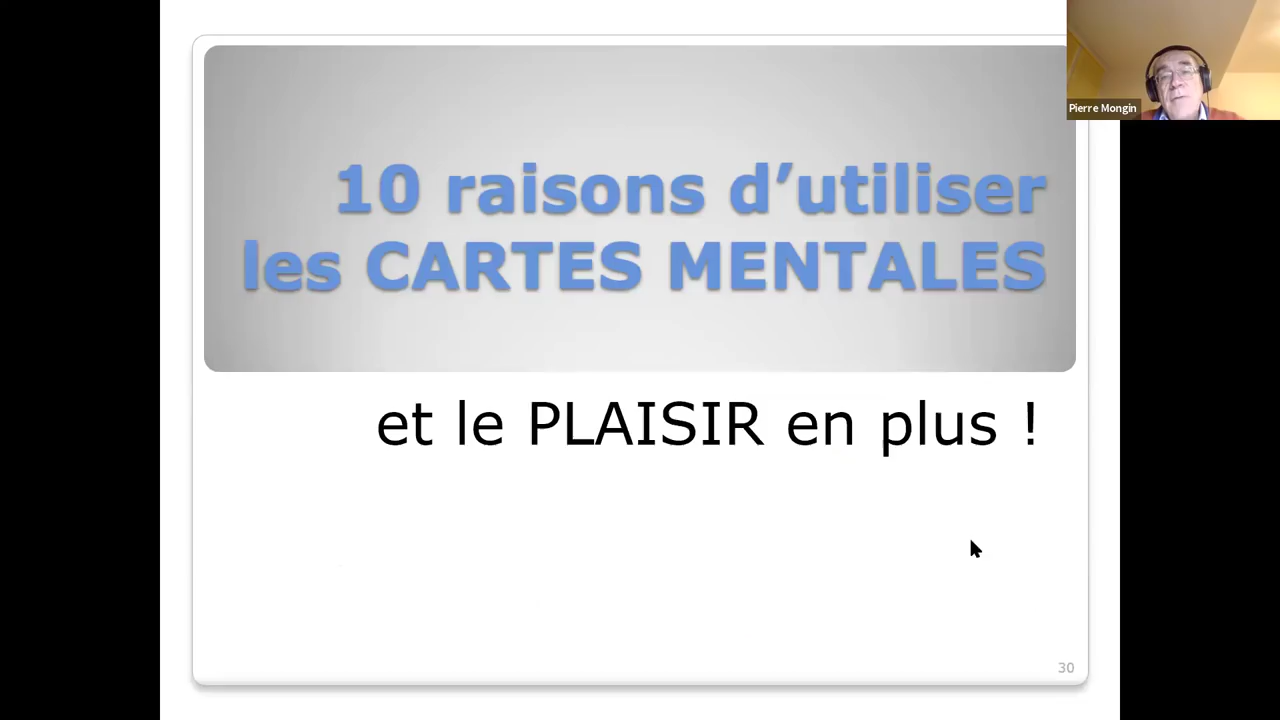 10 raisons d’utiliser
les CARTES MENTALES
et le PLAISIR en plus !
30
Pierre Mongin